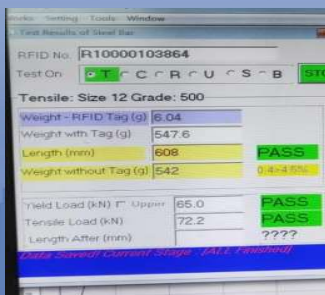 Works Setting Tools Window
Test Results of Steel Bar
RFID No. R10000103864
Test On T C R U S B STO
Tensile: Size 12 Grade: 500
Weight - RFID Tag (g) 6.04
Weight with Tag (g) 547.6
Length (mm) 608 PASS
Weight without Tag (g) 542
Yield Load (kN) Upper 65.0 PASS
Tensile Load (kN) 72.2 PASS
Length After (mm) ????
Data Saved! Current Stage : [ALL Finished]